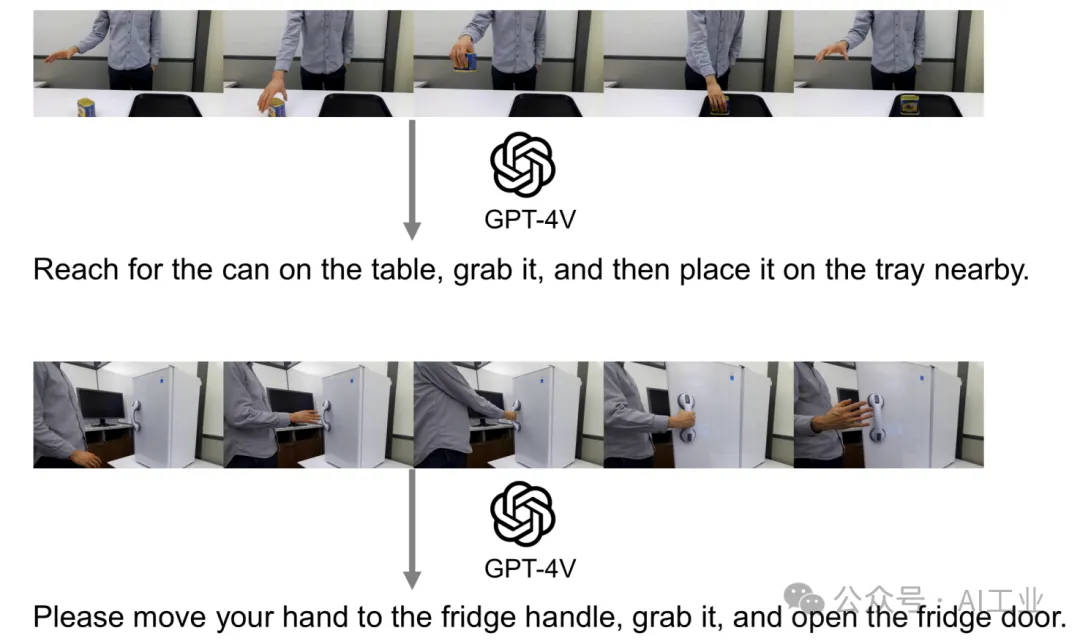 GPT-4V
Reach for the can on the table, grab it, and then place it on the tray nearby.
GPT-4V
Please move your hand to the fridge handle, grab it, and open the fridge door.
公众号：AI工业